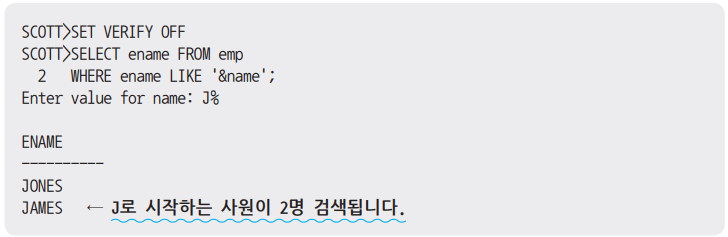 SCOTT>SET VERIFY OFF
SCOTT>SELECT ename FROM emp
2 WHERE ename LIKE '&name';
Enter value for name: J%
ENAME
----------
JONES
JAMES ← J로 시작하는 사원이 2명 검색됩니다.